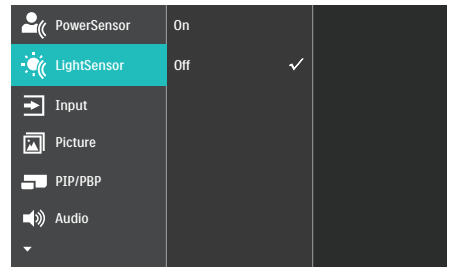 PowerSensor
On
LightSensor
Off
Input
Picture
PIP/PBP
Audio